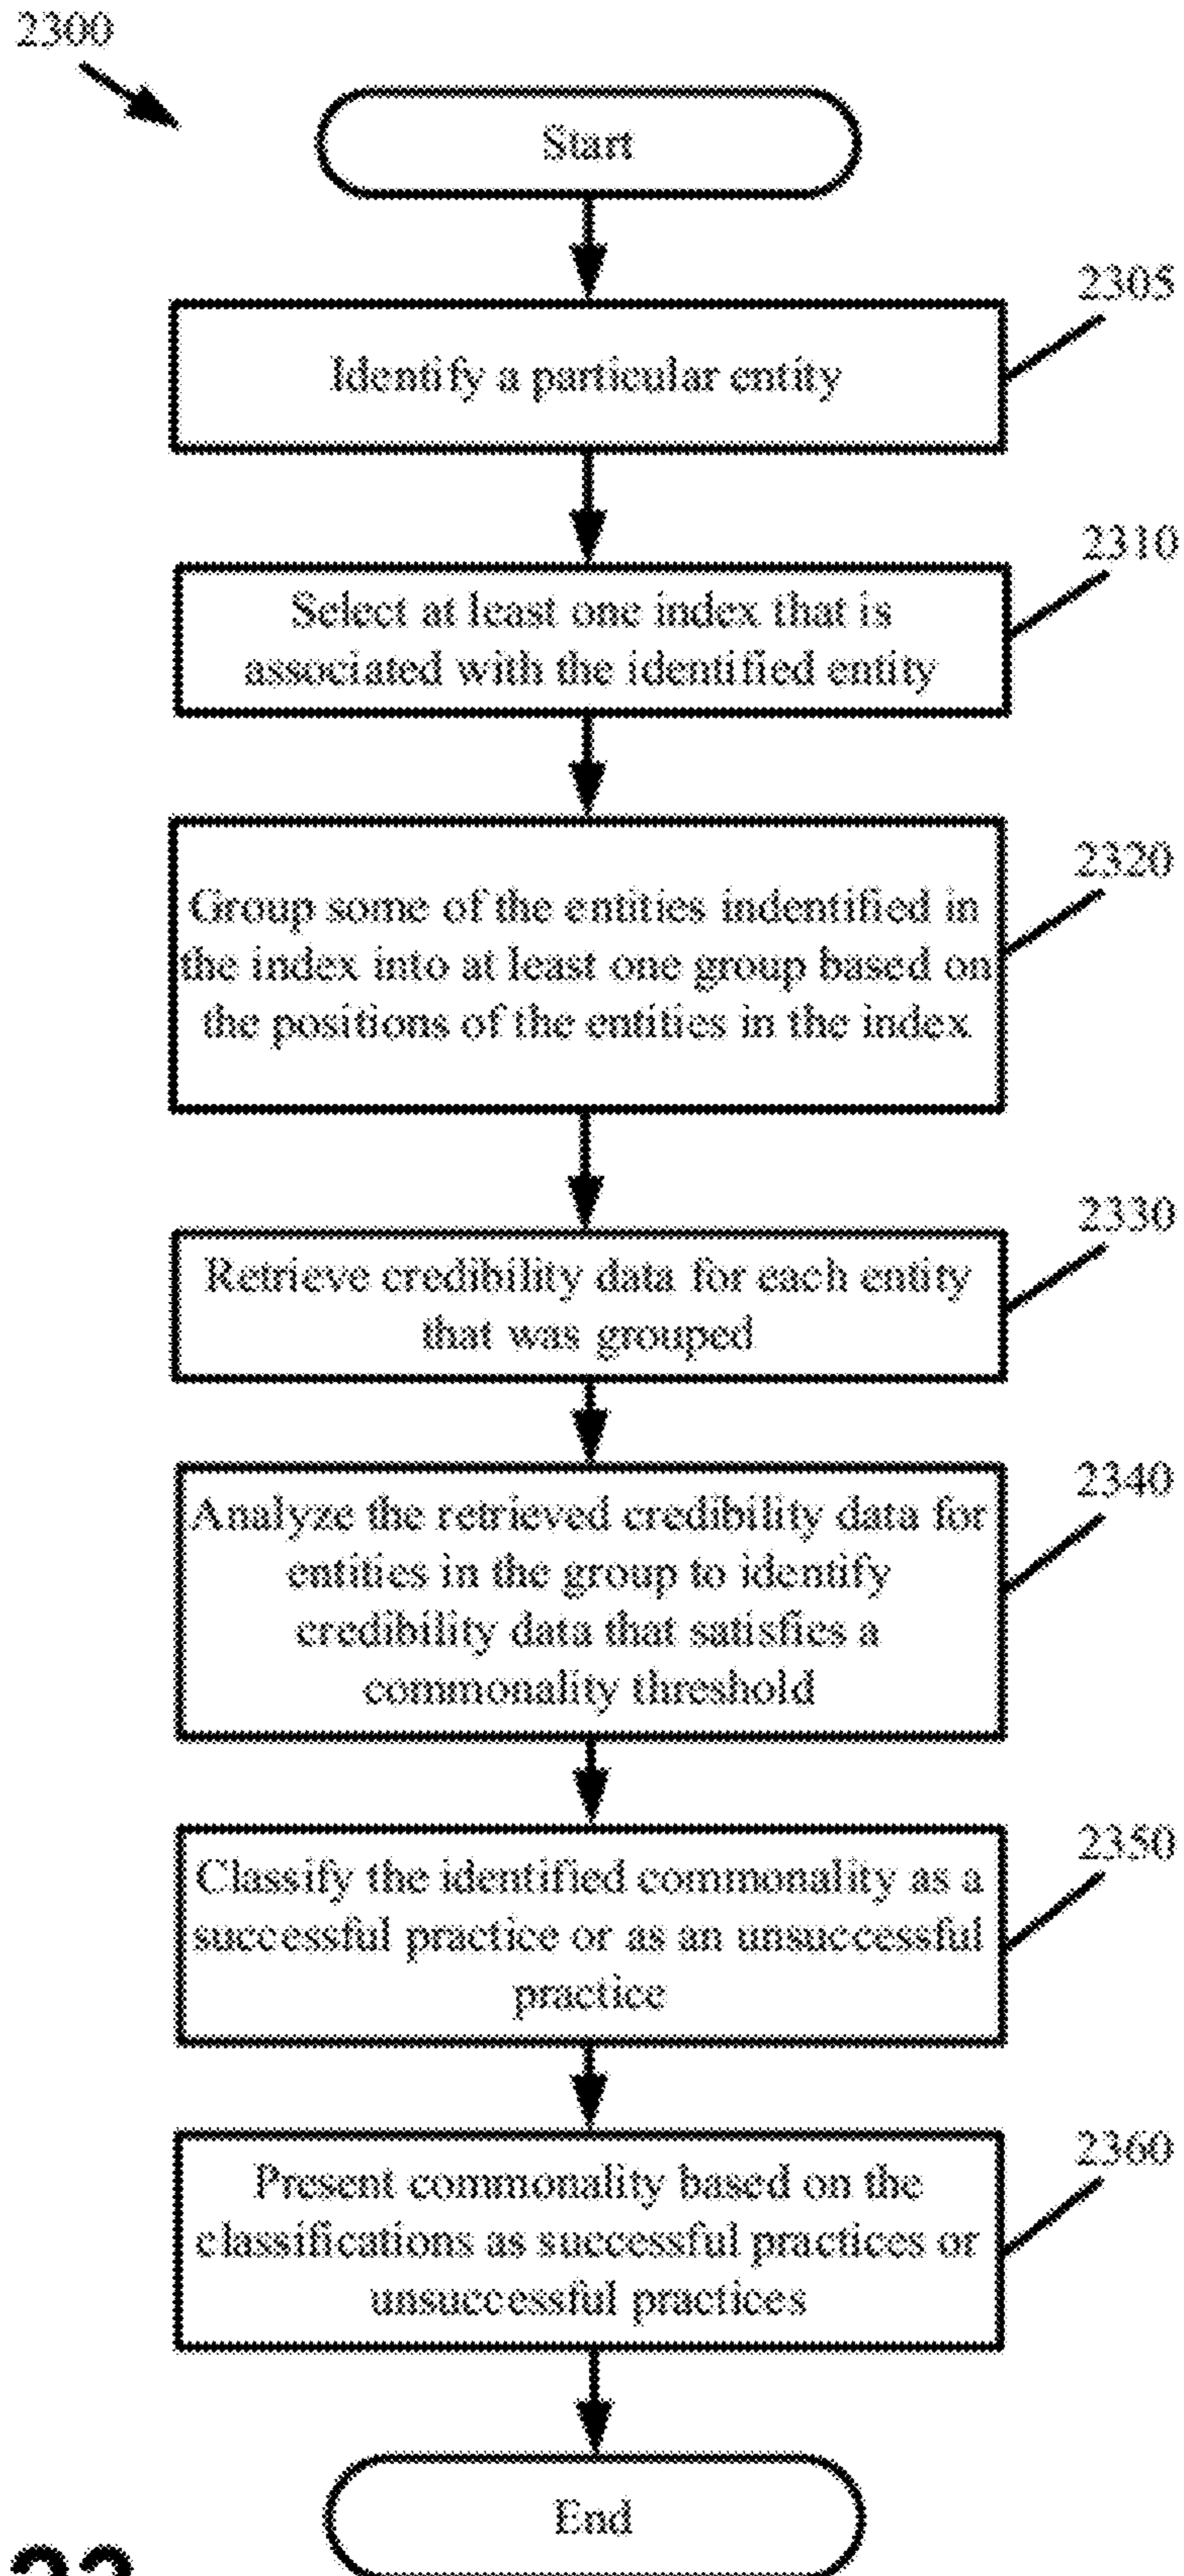 2300
Start
2305
Identify a particular entity
2310
Select at least one index that is
associated with the identified entity
2320
Group some of the entities indentified in
the index into at least one group based on
the positions of the entities in the index
2330
Retrieve credibility data for each entity
that was grouped
2340
Analyze the retrieved credibility data for
entities in the group to identify
credibility data that satisfies a
commonality threshold
2350
Classify the identified commonality as a
successful practice or as an unsuccessful
practice
2360
Present commonality based on the
classifications as successful practices or
unsuccessful practices
End